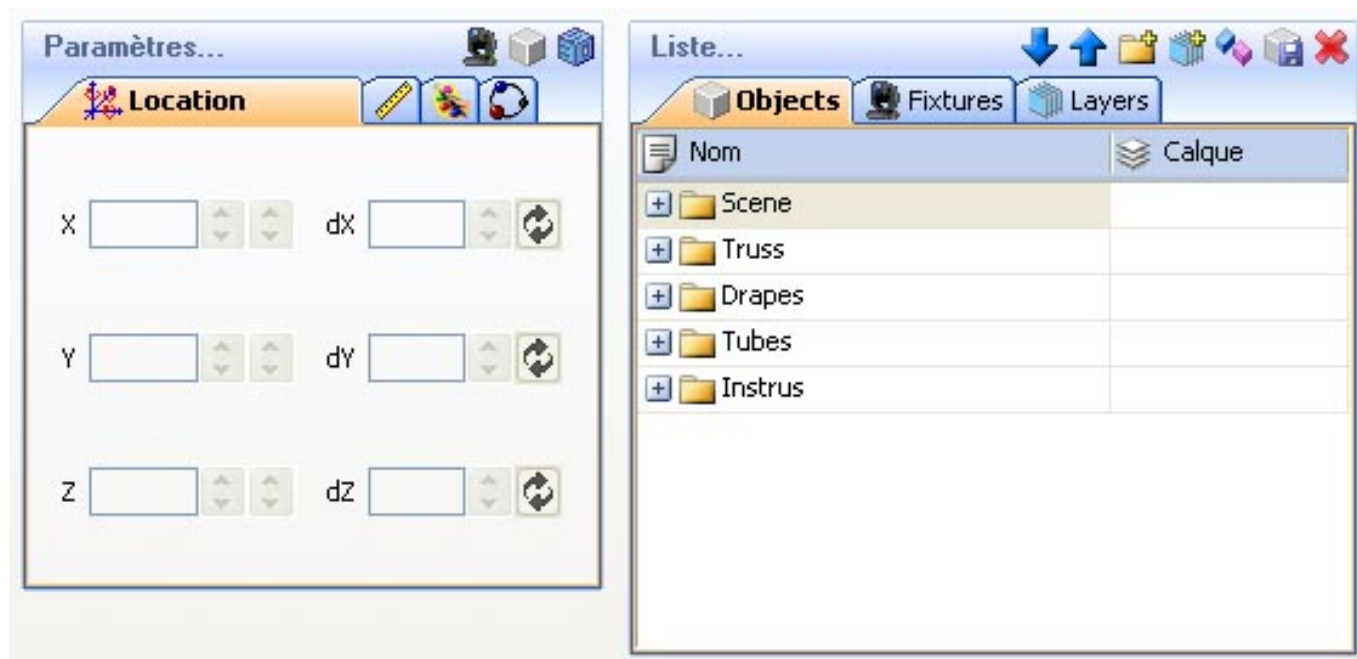 Paramètres...
Location
X dX
Y dY
Z dZ
Liste...
Objects Fixtures Layers
Nom Calque
Scene
Truss
Drapes
Tubes
Instrus